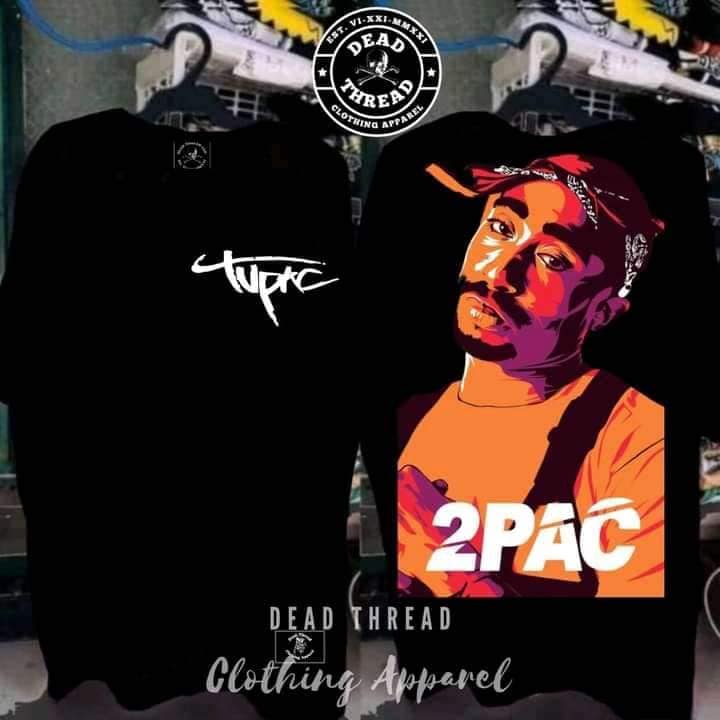 EST. VI-XXI-MMXXI
DEAD
THREAD
CLOTHING APPAREL
Tupac
2PAC
DEAD THREAD
Clothing Apparel